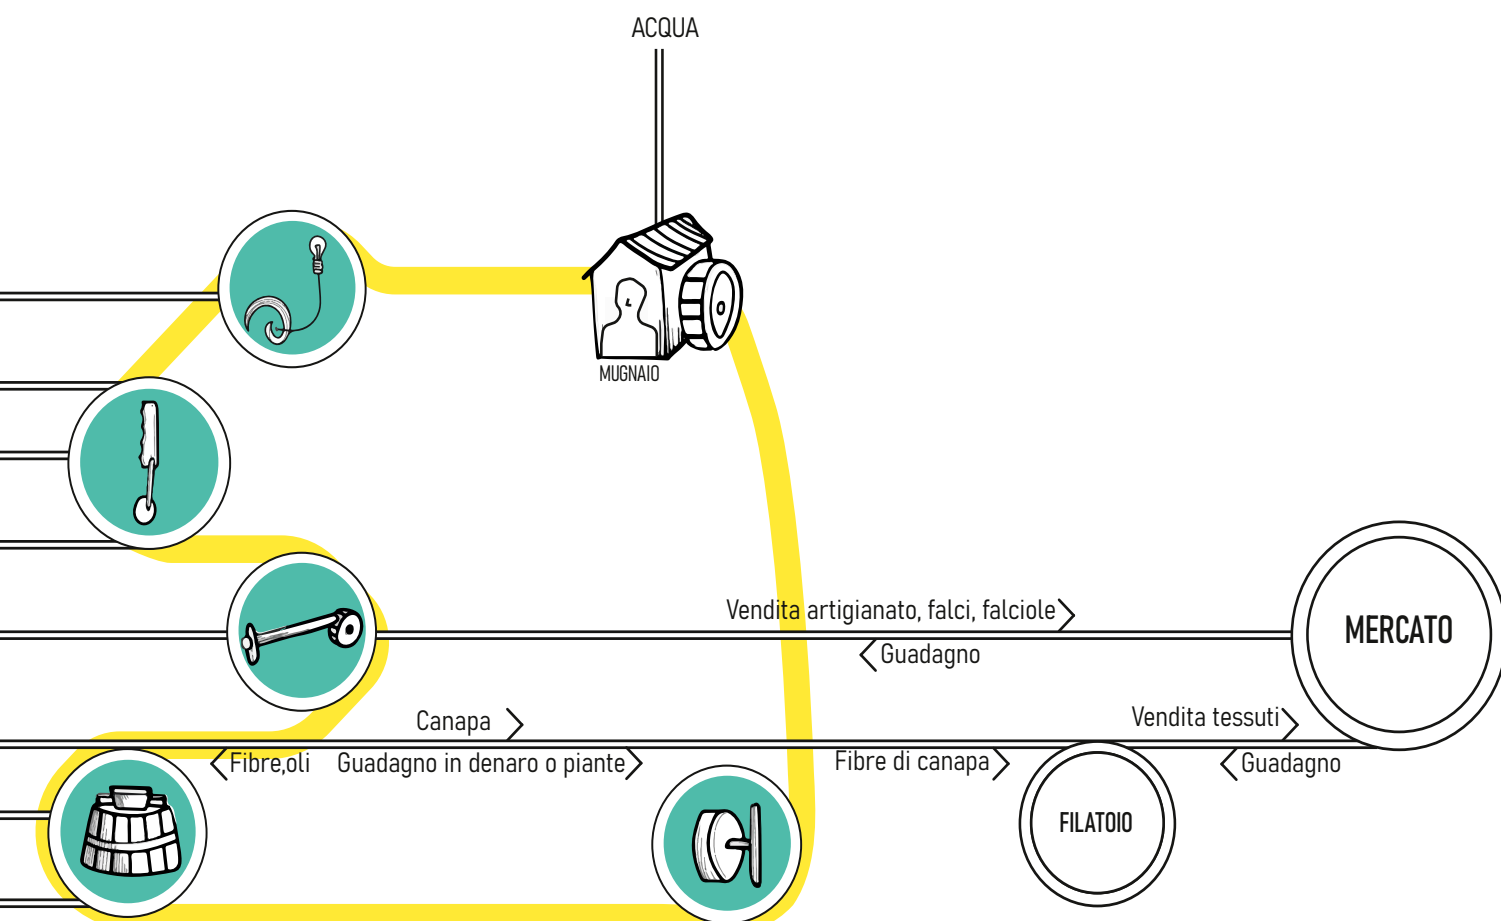 ACQUA
MUGNAIO
Vendita artigianato, falci, falciole
MERCATO
Guadagno
Canapa
Vendita tessuti
Fibre,oli
Guadagno in denaro o piante
Fibre di canapa
Guadagno
FILATOIO